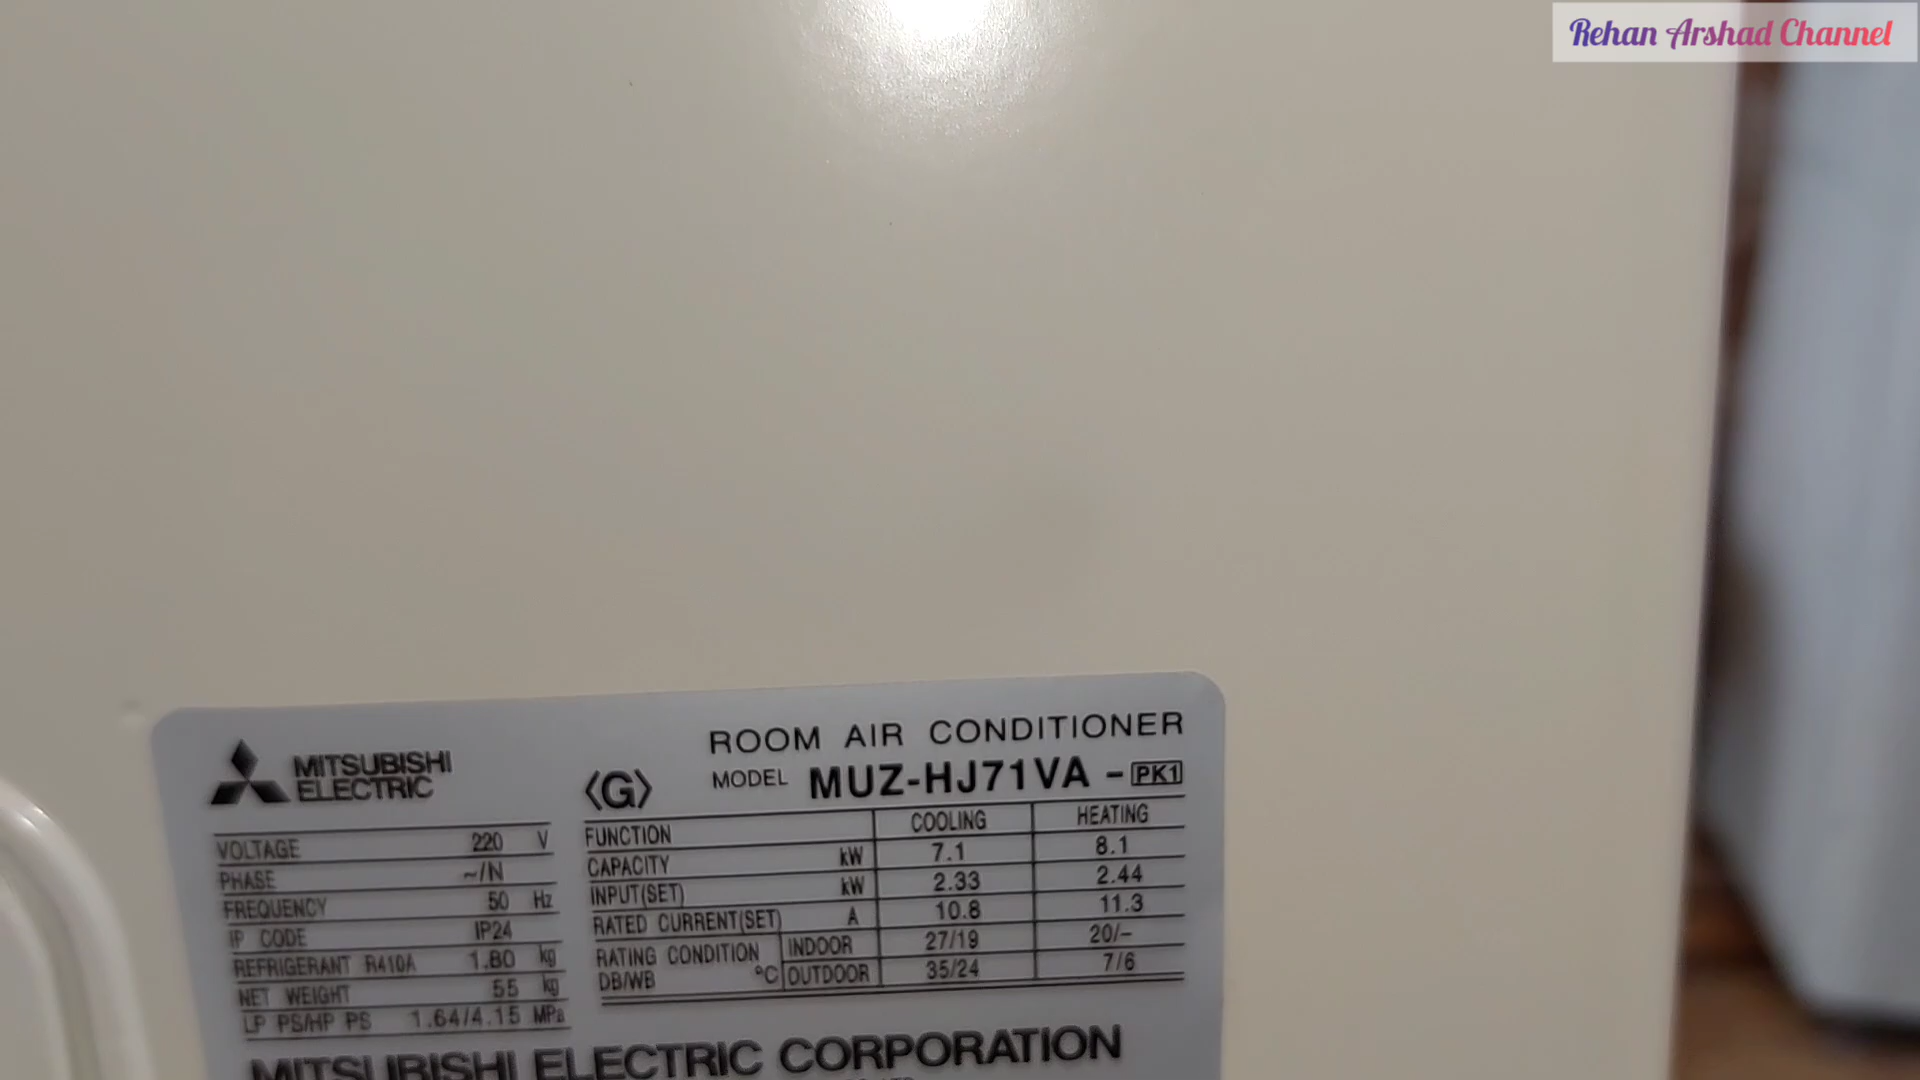 Rehan Arshad Channel
MITSUBISHI
ELECTRIC
VOLTAGE 220 V
PHASE ~/N
FREQUENCY 50 Hz
IP CODE IP24
REFRIGERANT R410A 1.80 kg
NET WEIGHT 55 kg
LP PS/HP PS 1.64/4.15 MPa
ROOM AIR CONDITIONER
⟨G⟩ MODEL MUZ-HJ71VA -PK1
FUNCTION COOLING HEATING
CAPACITY kW 7.1 8.1
INPUT(SET) kW 2.33 2.44
RATED CURRENT(SET) A 10.8 11.3
RATING CONDITION INDOOR 27/19 20/-
DB/WB °C OUTDOOR 35/24 7/6
MITSUBISHI ELECTRIC CORPORATION